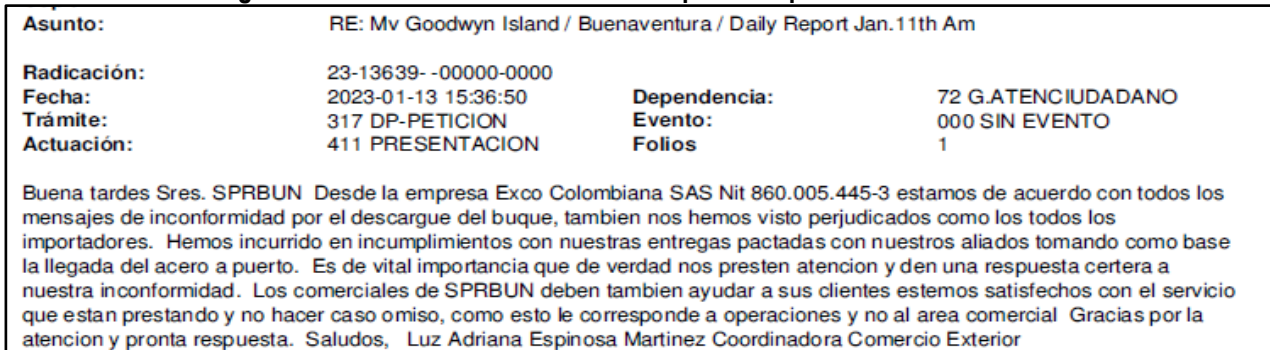 Asunto: RE: Mv Goodwyn Island / Buenaventura / Daily Report Jan.11th Am
Radicación: 23-13639- -00000-0000
Fecha: 2023-01-13 15:36:50 Dependencia: 72 G.ATENCIUDADANO
Trámite: 317 DP-PETICION Evento: 000 SIN EVENTO
Actuación: 411 PRESENTACION Folios 1
Buena tardes Sres. SPRBUN Desde la empresa Exco Colombiana SAS Nit 860.005.445-3 estamos de acuerdo con todos los
mensajes de inconformidad por el descargue del buque, tambien nos hemos visto perjudicados como los todos los
importadores. Hemos incurrido en incumplimientos con nuestras entregas pactadas con nuestros aliados tomando como base
la llegada del acero a puerto. Es de vital importancia que de verdad nos presten atencion y den una respuesta certera a
nuestra inconformidad. Los comerciales de SPRBUN deben tambien ayudar a sus clientes estemos satisfechos con el servicio
que estan prestando y no hacer caso omiso, como esto le corresponde a operaciones y no al area comercial Gracias por la
atencion y pronta respuesta. Saludos, Luz Adriana Espinosa Martinez Coordinadora Comercio Exterior